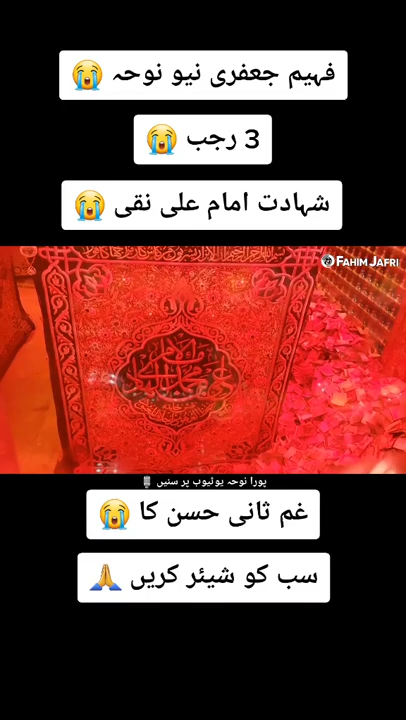 فہیم جعفری نیو نوحہ 😭
3 رجب 😭
شہادت امام علی نقی 😭
FAHIM JAFRI
پورا نوحہ یوٹیوب پر سنیں 🎙️
غم ثانی حسن کا 😭
سب کو شیئر کریں 🙏